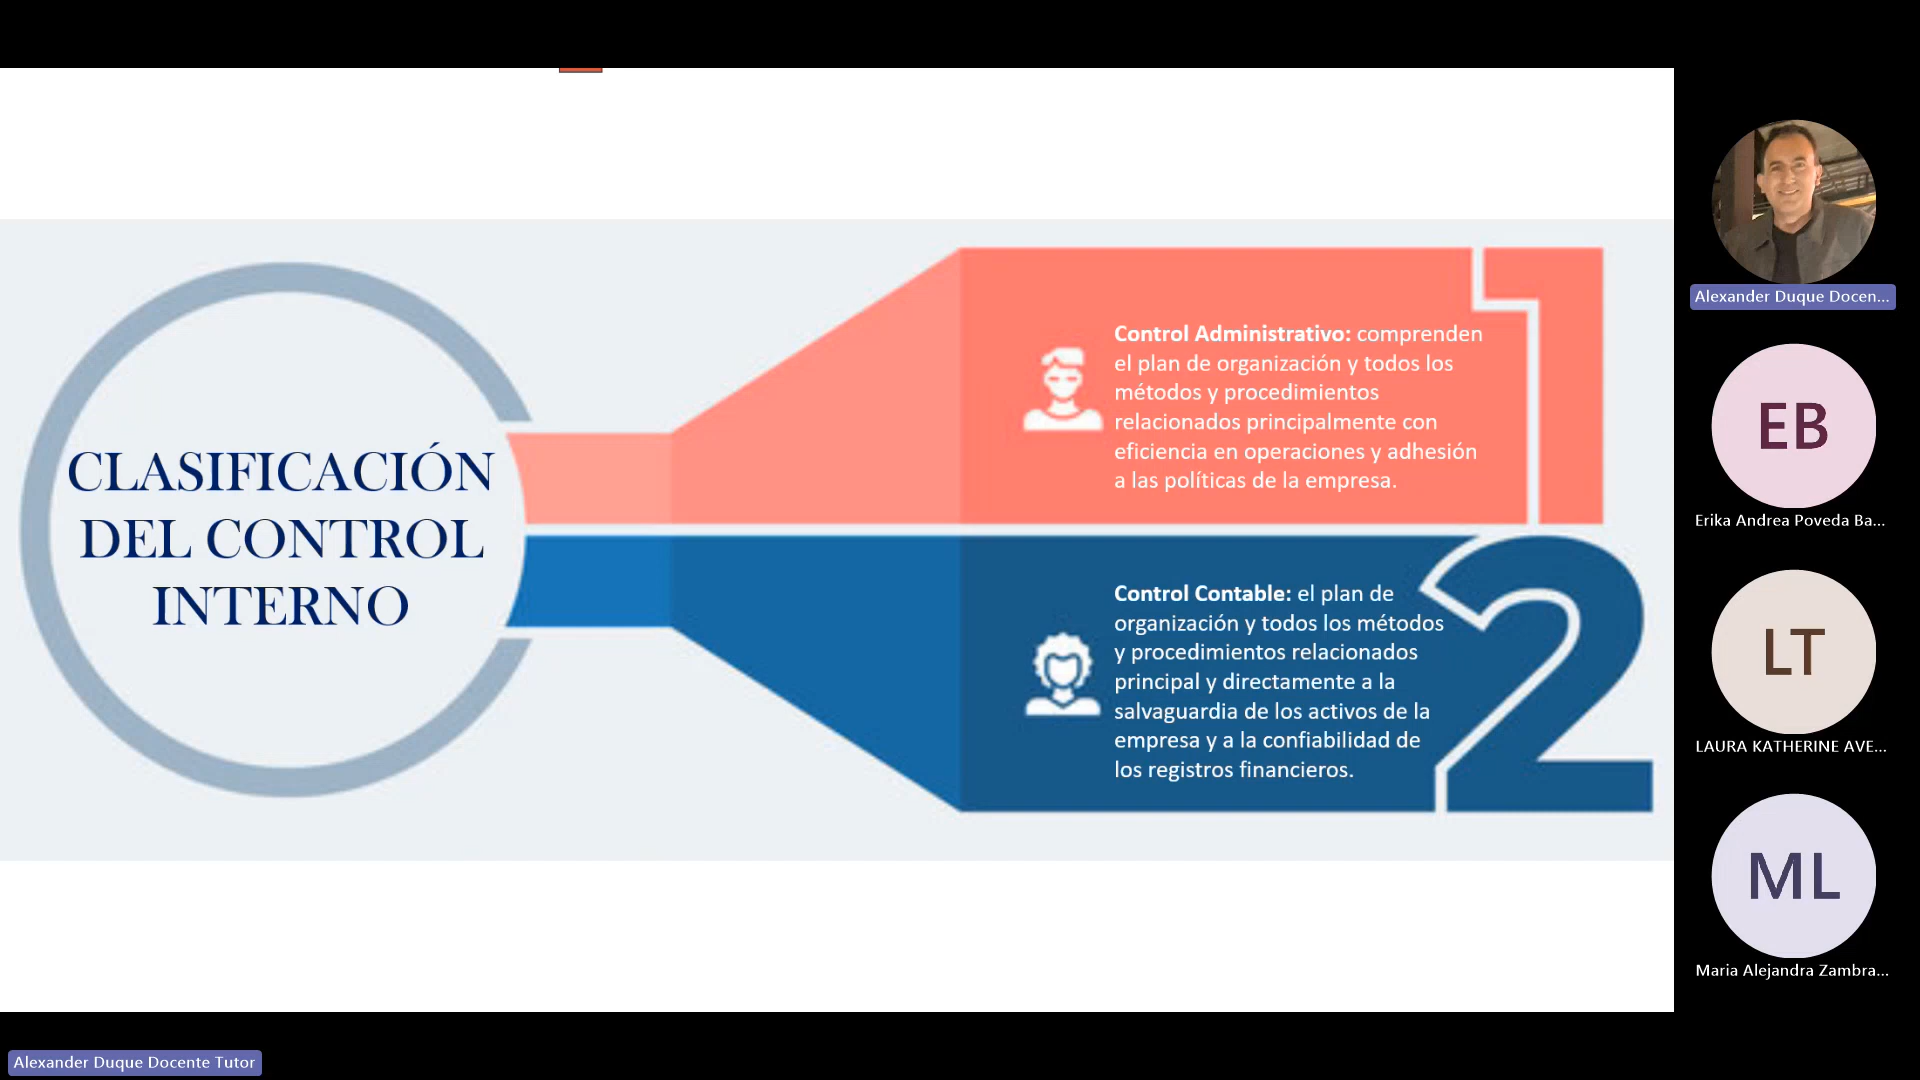 CLASIFICACIÓN
DEL CONTROL
INTERNO
Control Administrativo: comprenden
el plan de organización y todos los
métodos y procedimientos
relacionados principalmente con
eficiencia en operaciones y adhesión
a las políticas de la empresa.
1
Control Contable: el plan de
organización y todos los métodos
y procedimientos relacionados
principal y directamente a la
salvaguardia de los activos de la
empresa y a la confiabilidad de
los registros financieros.
2
Alexander Duque Docen...
EB
Erika Andrea Poveda Ba...
LT
LAURA KATHERINE AVE...
ML
Maria Alejandra Zambra...
Alexander Duque Docente Tutor